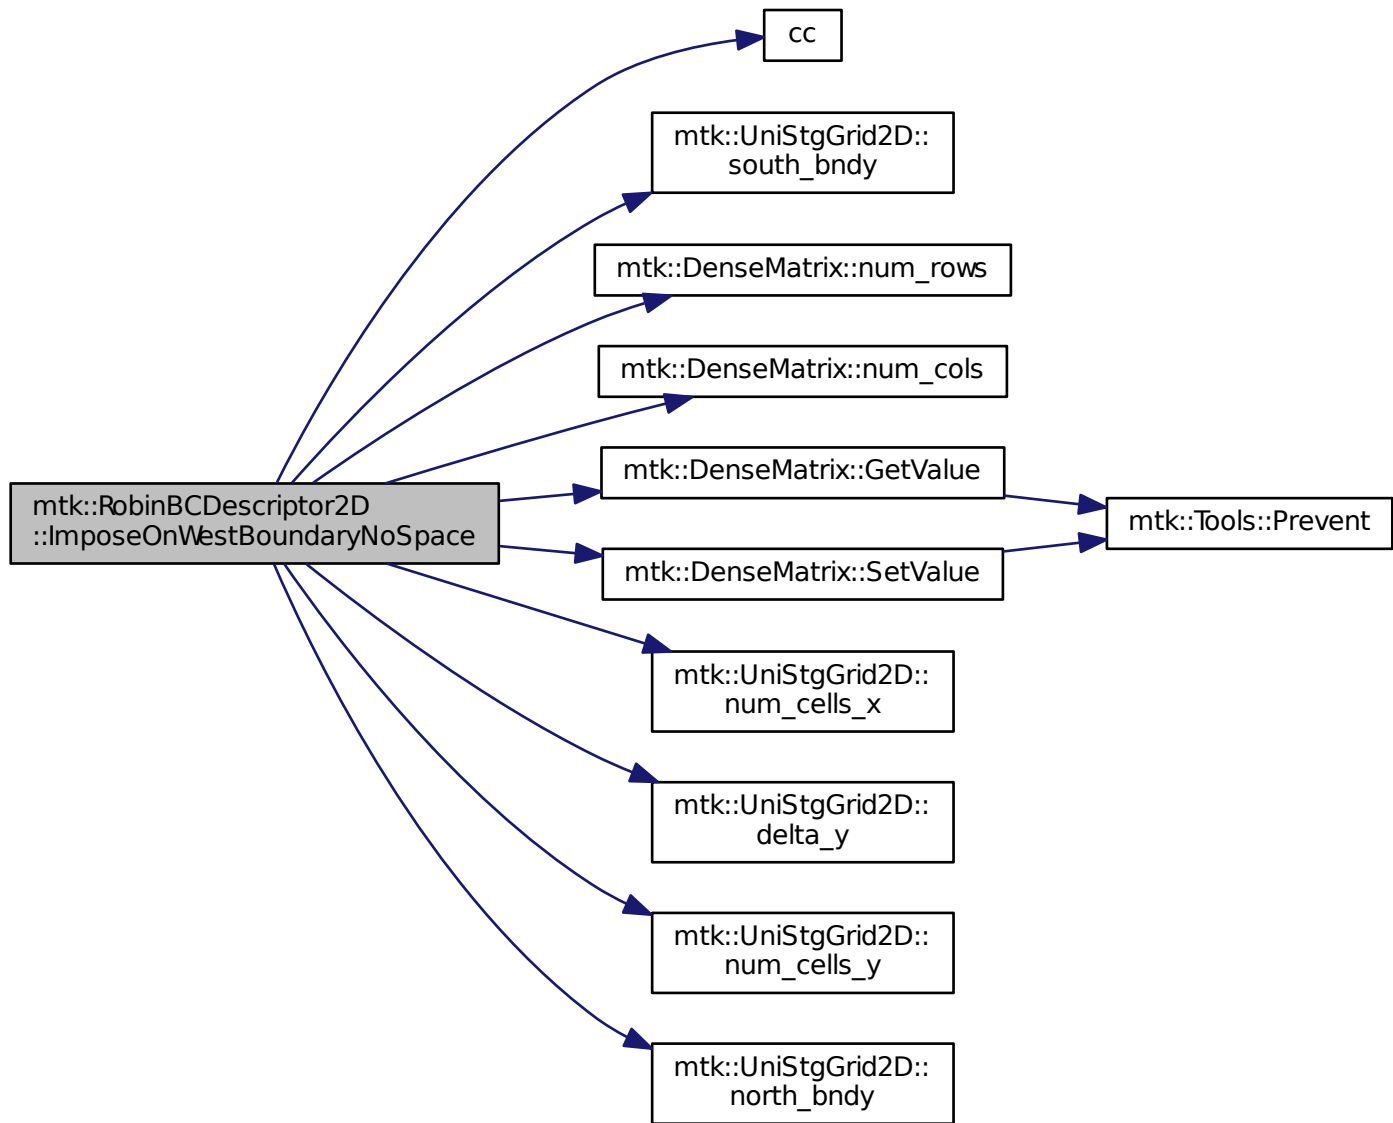 cc
mtk::UniStgGrid2D::
south_bndy
mtk::DenseMatrix::num_rows
mtk::DenseMatrix::num_cols
mtk::RobinBCDescriptor2D
::ImposeOnWestBoundaryNoSpace
mtk::DenseMatrix::GetValue
mtk::Tools::Prevent
mtk::DenseMatrix::SetValue
mtk::UniStgGrid2D::
num_cells_x
mtk::UniStgGrid2D::
delta_y
mtk::UniStgGrid2D::
num_cells_y
mtk::UniStgGrid2D::
north_bndy